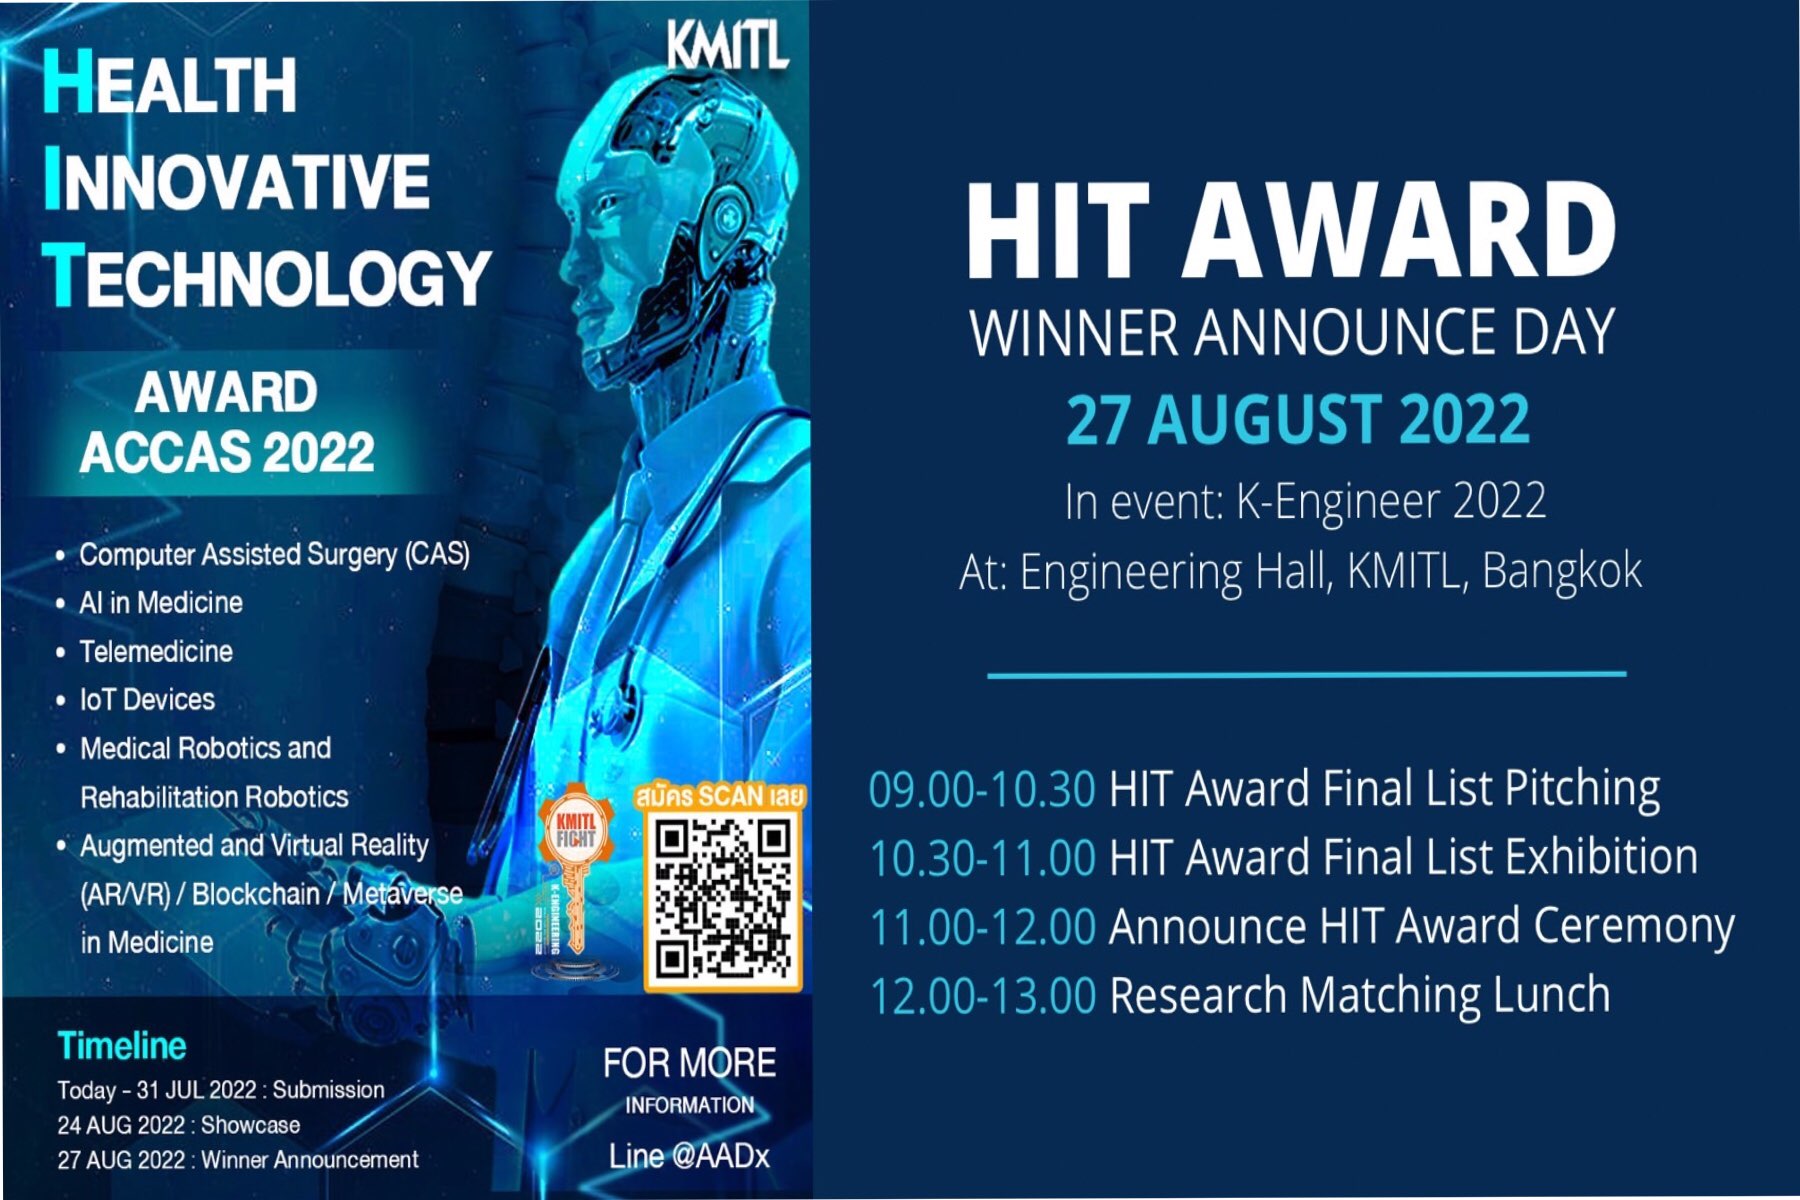 KMITL
HEALTH
INNOVATIVE
TECHNOLOGY
AWARD
ACCAS 2022
• Computer Assisted Surgery (CAS)
• AI in Medicine
• Telemedicine
• IoT Devices
• Medical Robotics and
Rehabilitation Robotics
• Augmented and Virtual Reality
(AR/VR) / Blockchain / Metaverse
in Medicine
KMITL
FIGHT
K-ENGINEERING
2022
สมัคร SCAN เลย
Timeline
Today - 31 JUL 2022 : Submission
24 AUG 2022 : Showcase
27 AUG 2022 : Winner Announcement
FOR MORE
INFORMATION
Line @AADx
HIT AWARD
WINNER ANNOUNCE DAY
27 AUGUST 2022
In event: K-Engineer 2022
At: Engineering Hall, KMITL, Bangkok
09.00-10.30 HIT Award Final List Pitching
10.30-11.00 HIT Award Final List Exhibition
11.00-12.00 Announce HIT Award Ceremony
12.00-13.00 Research Matching Lunch